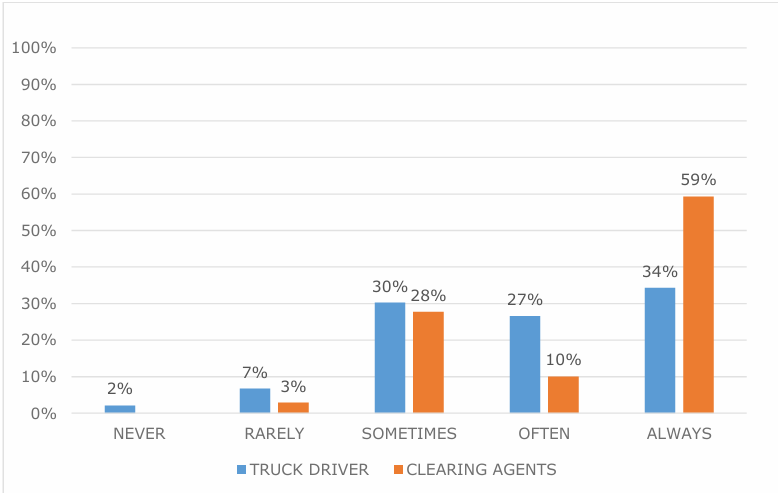 100%
90%
80%
70%
60%
50%
40%
30%
20%
10%
0%
2%
7%
3%
30%
28%
27%
10%
34%
59%
NEVER
RARELY
SOMETIMES
OFTEN
ALWAYS
TRUCK DRIVER
CLEARING AGENTS